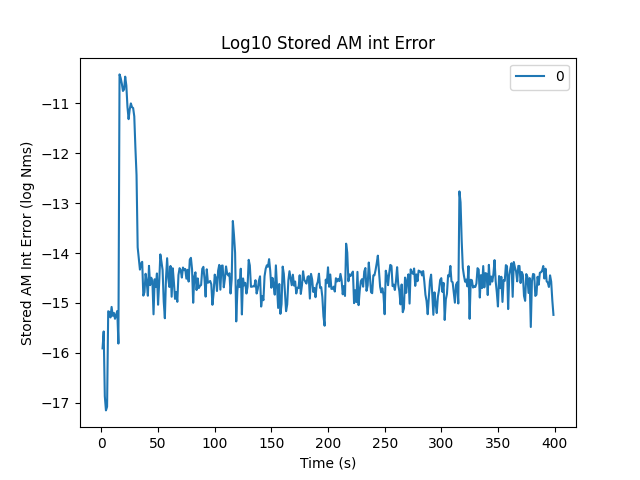 Log10 Stored AM int Error
0
Stored AM Int Error (log Nms)
−11
−12
−13
−14
−15
−16
−17
0 50 100 150 200 250 300 350 400
Time (s)